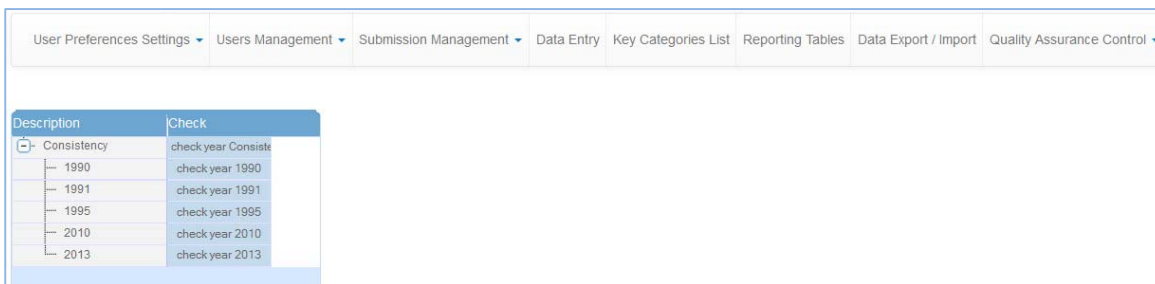 User Preferences Settings Users Management Submission Management Data Entry Key Categories List Reporting Tables Data Export / Import Quality Assurance Control
Description Check
Consistency check year Consiste
1990 check year 1990
1991 check year 1991
1995 check year 1995
2010 check year 2010
2013 check year 2013